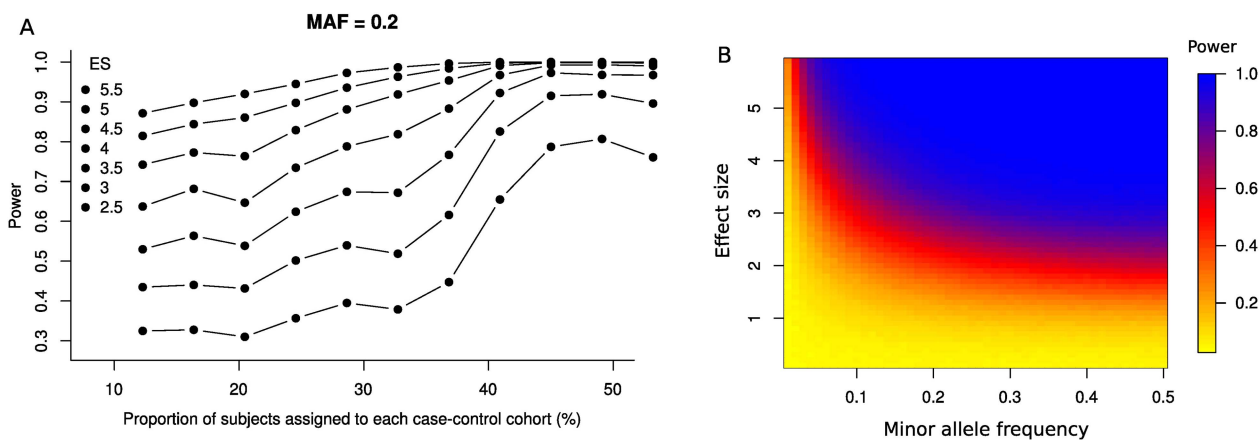 A
MAF = 0.2
ES
5.5
5
4.5
4
3.5
3
2.5
Power
1.0
0.9
0.8
0.7
0.6
0.5
0.4
0.3
10 20 30 40 50
Proportion of subjects assigned to each case-control cohort (%)
B
Effect size
5
4
3
2
1
0.1 0.2 0.3 0.4 0.5
Minor allele frequency
Power
1.0
0.8
0.6
0.4
0.2